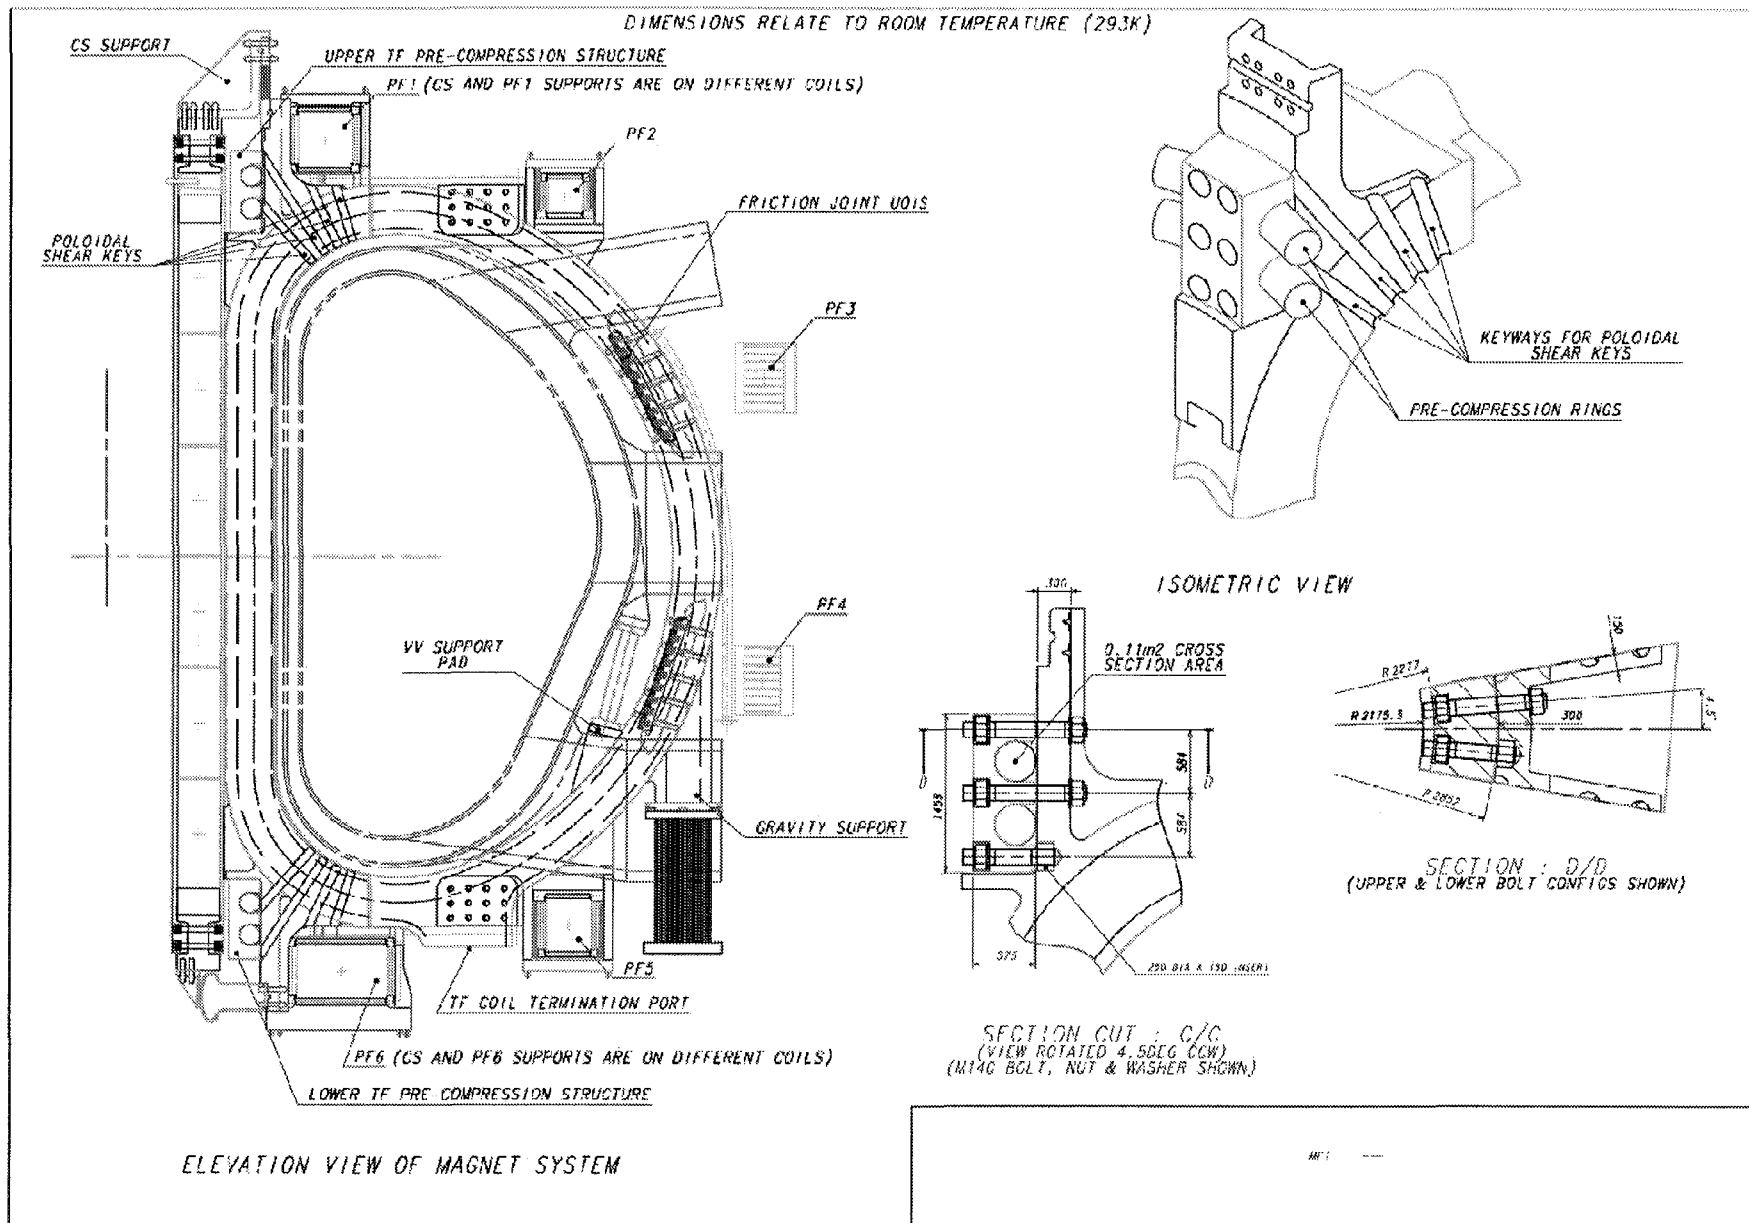 DIMENSIONS RELATE TO ROOM TEMPERATURE (293K)
CS SUPPORT
UPPER TF PRE-COMPRESSION STRUCTURE
PF1 (CS AND PF1 SUPPORTS ARE ON DIFFERENT COILS)
PF2
FRICTION JOINT UOIS
POLOIDAL
SHEAR KEYS
PF3
KEYWAYS FOR POLOIDAL
SHEAR KEYS
PRE-COMPRESSION RINGS
ISOMETRIC VIEW
PF4
VV SUPPORT
PAD
GRAVITY SUPPORT
PF5
TF COIL TERMINATION PORT
PF6 (CS AND PF6 SUPPORTS ARE ON DIFFERENT COILS)
LOWER TF PRE-COMPRESSION STRUCTURE
ELEVATION VIEW OF MAGNET SYSTEM
300
0.11m2 CROSS
SECTION AREA
584
584
1458
375
250 DIA X 150 INSERT
SECTION CUT : C/C
(VIEW ROTATED 4.5DEG CCW)
(M140 BOLT, NUT & WASHER SHOWN)
150
R2277
R2175.5
300
4.5°
SECTION : D/D
(UPPER & LOWER BOLT CONFIGS SHOWN)